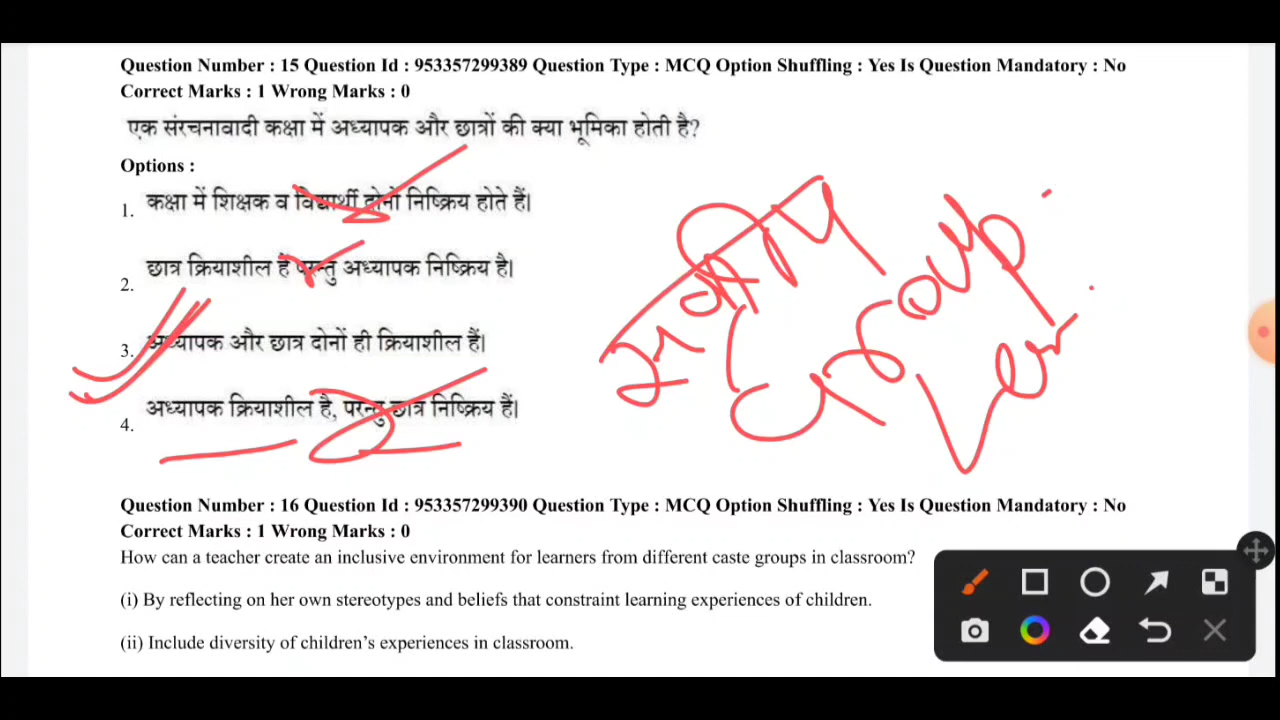 Question Number : 15 Question Id : 953357299389 Question Type : MCQ Option Shuffling : Yes Is Question Mandatory : No
Correct Marks : 1 Wrong Marks : 0
एक संरचनावादी कक्षा में अध्यापक और छात्रों की क्या भूमिका होती है?
Options :
1. कक्षा में शिक्षक व विद्यार्थी दोनों निष्क्रिय होते हैं।
2. छात्र क्रियाशील हैं परन्तु अध्यापक निष्क्रिय है।
3. अध्यापक और छात्र दोनों ही क्रियाशील हैं।
4. अध्यापक क्रियाशील है, परन्तु छात्र निष्क्रिय हैं।
Group
Question Number : 16 Question Id : 953357299390 Question Type : MCQ Option Shuffling : Yes Is Question Mandatory : No
Correct Marks : 1 Wrong Marks : 0
How can a teacher create an inclusive environment for learners from different caste groups in classroom?
(i) By reflecting on her own stereotypes and beliefs that constraint learning experiences of children.
(ii) Include diversity of children's experiences in classroom.